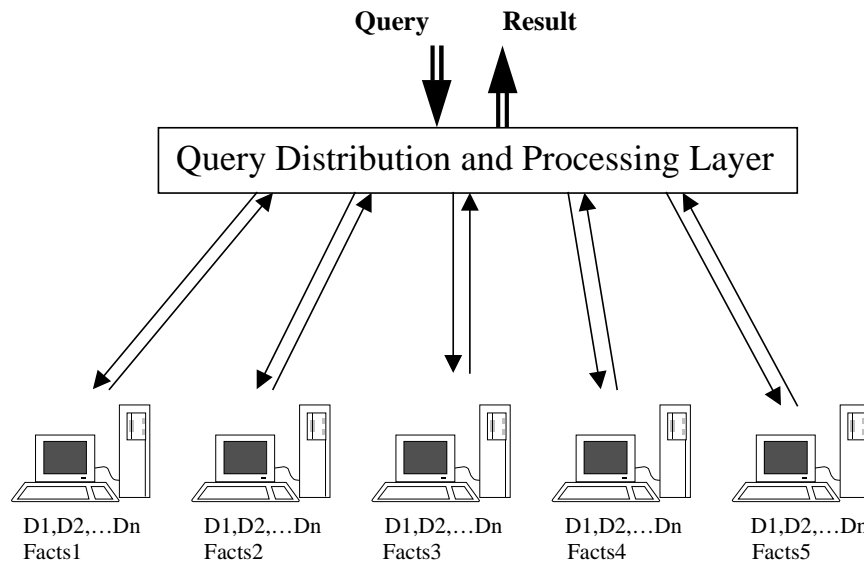 Query Result
Query Distribution and Processing Layer
D1,D2,…Dn D1,D2,…Dn D1,D2,…Dn D1,D2,…Dn D1,D2,…Dn
Facts1 Facts2 Facts3 Facts4 Facts5